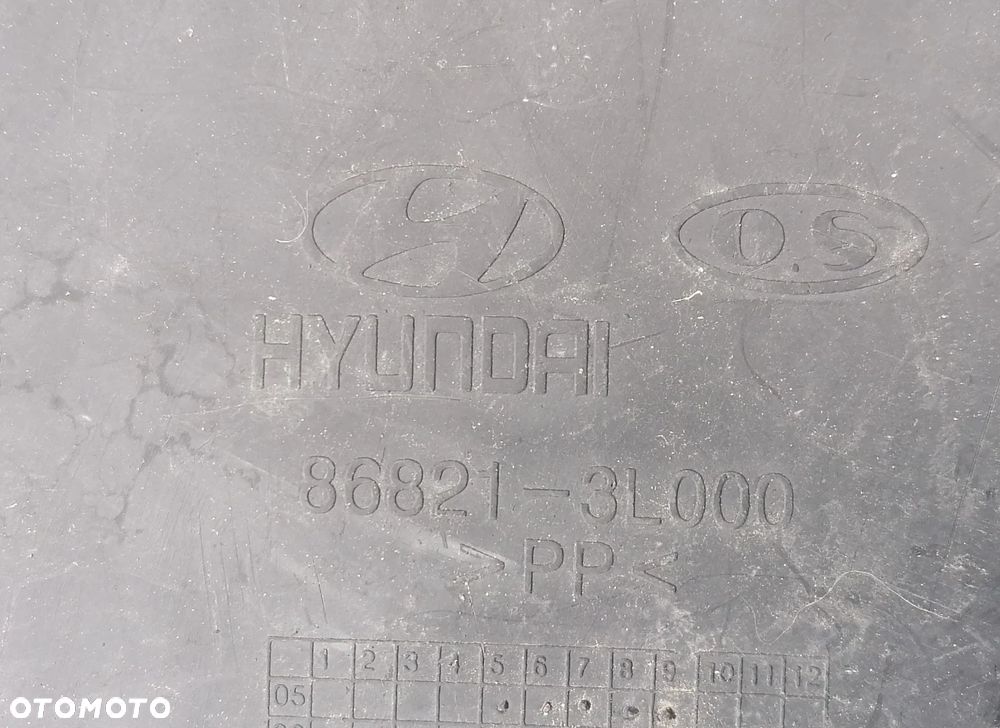 O.S
HYUNDAI
86821-3L000
>PP<
1 2 3 4 5 6 7 8 9 10 11 12
05
OTOMOTO